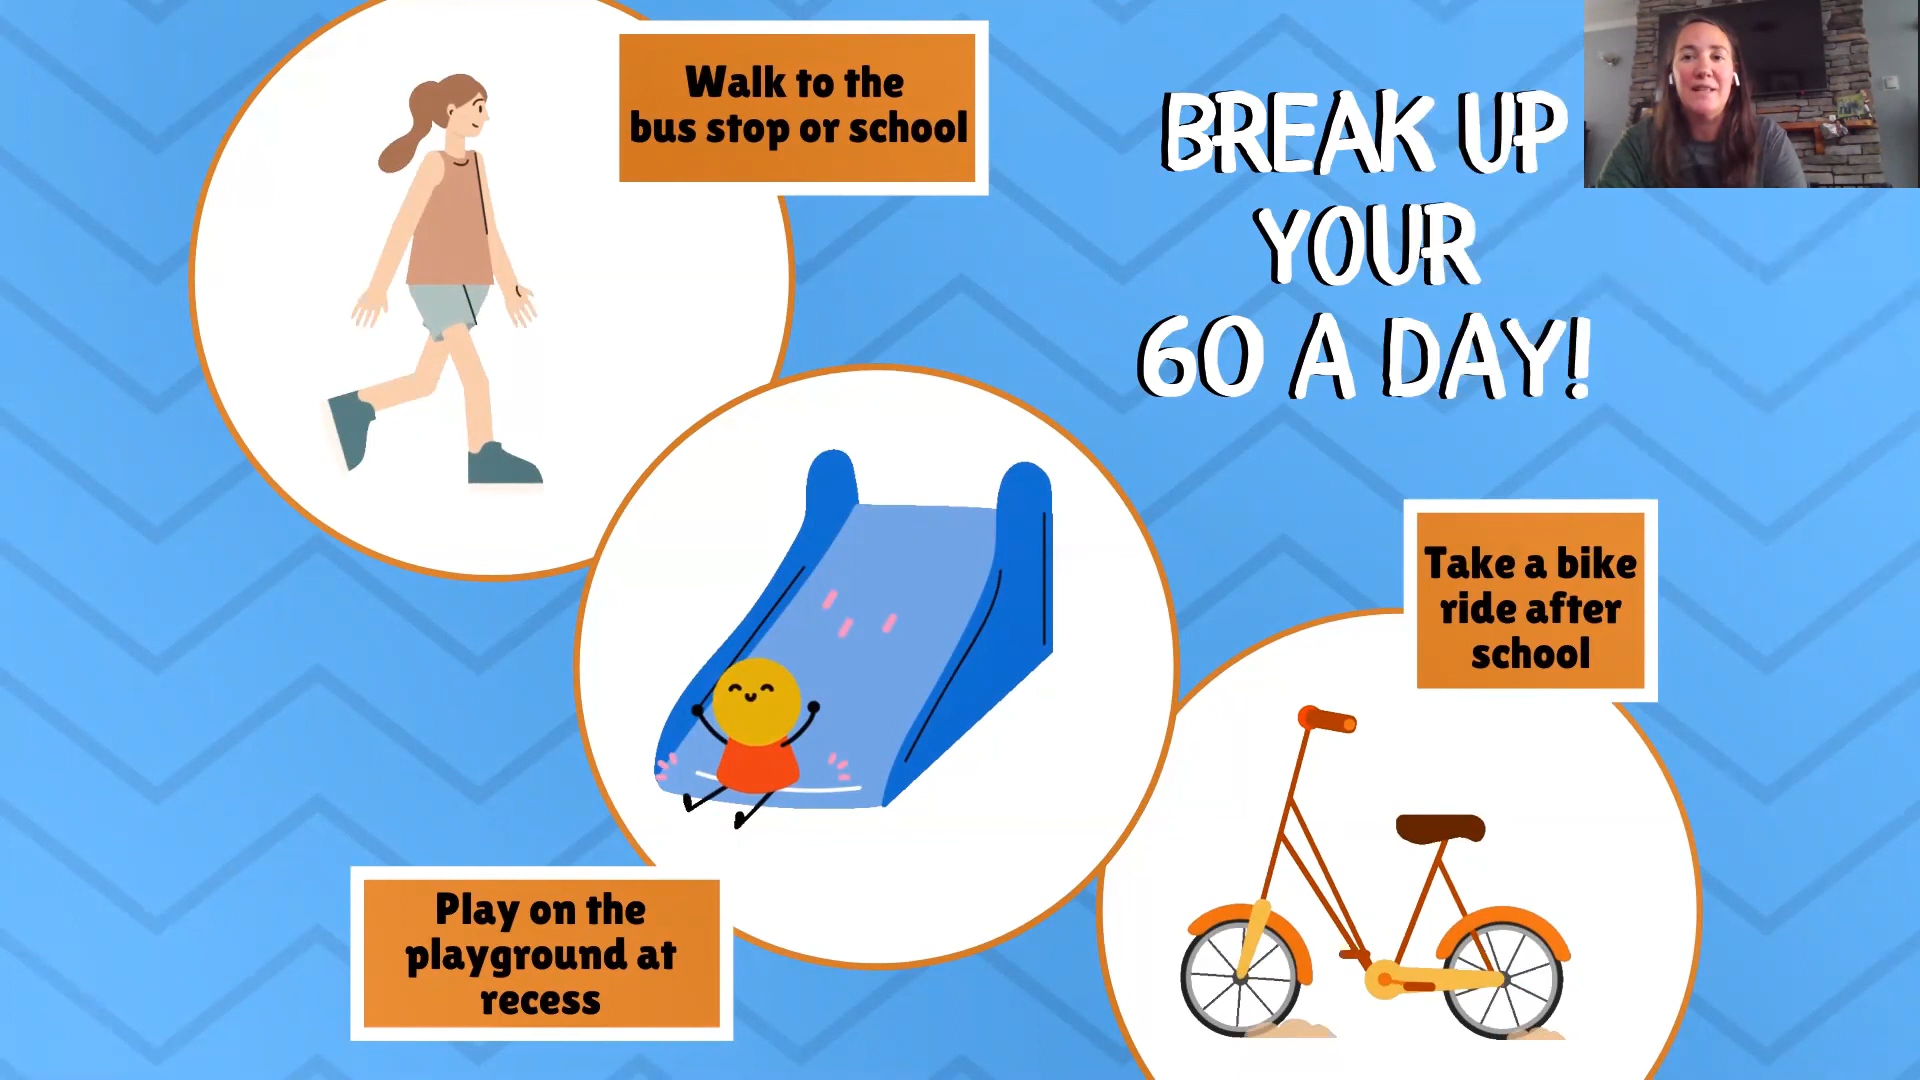 Walk to the
bus stop or school
BREAK UP
YOUR
60 A DAY!
Take a bike
ride after
school
Play on the
playground at
recess